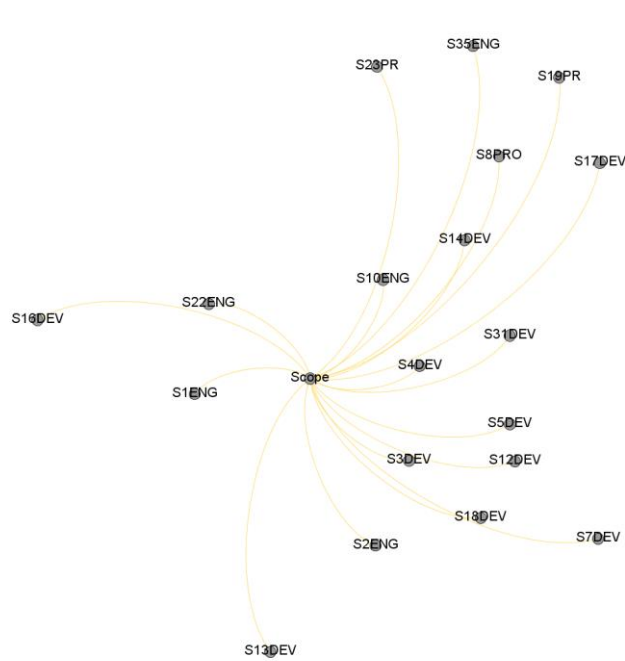 S35ENG
S23PR
S19PR
S8PRO
S17DEV
S14DEV
S10ENG
S22ENG
S16DEV
S31DEV
S4DEV
Scope
S1ENG
S5DEV
S3DEV
S12DEV
S18DEV
S7DEV
S2ENG
S13DEV